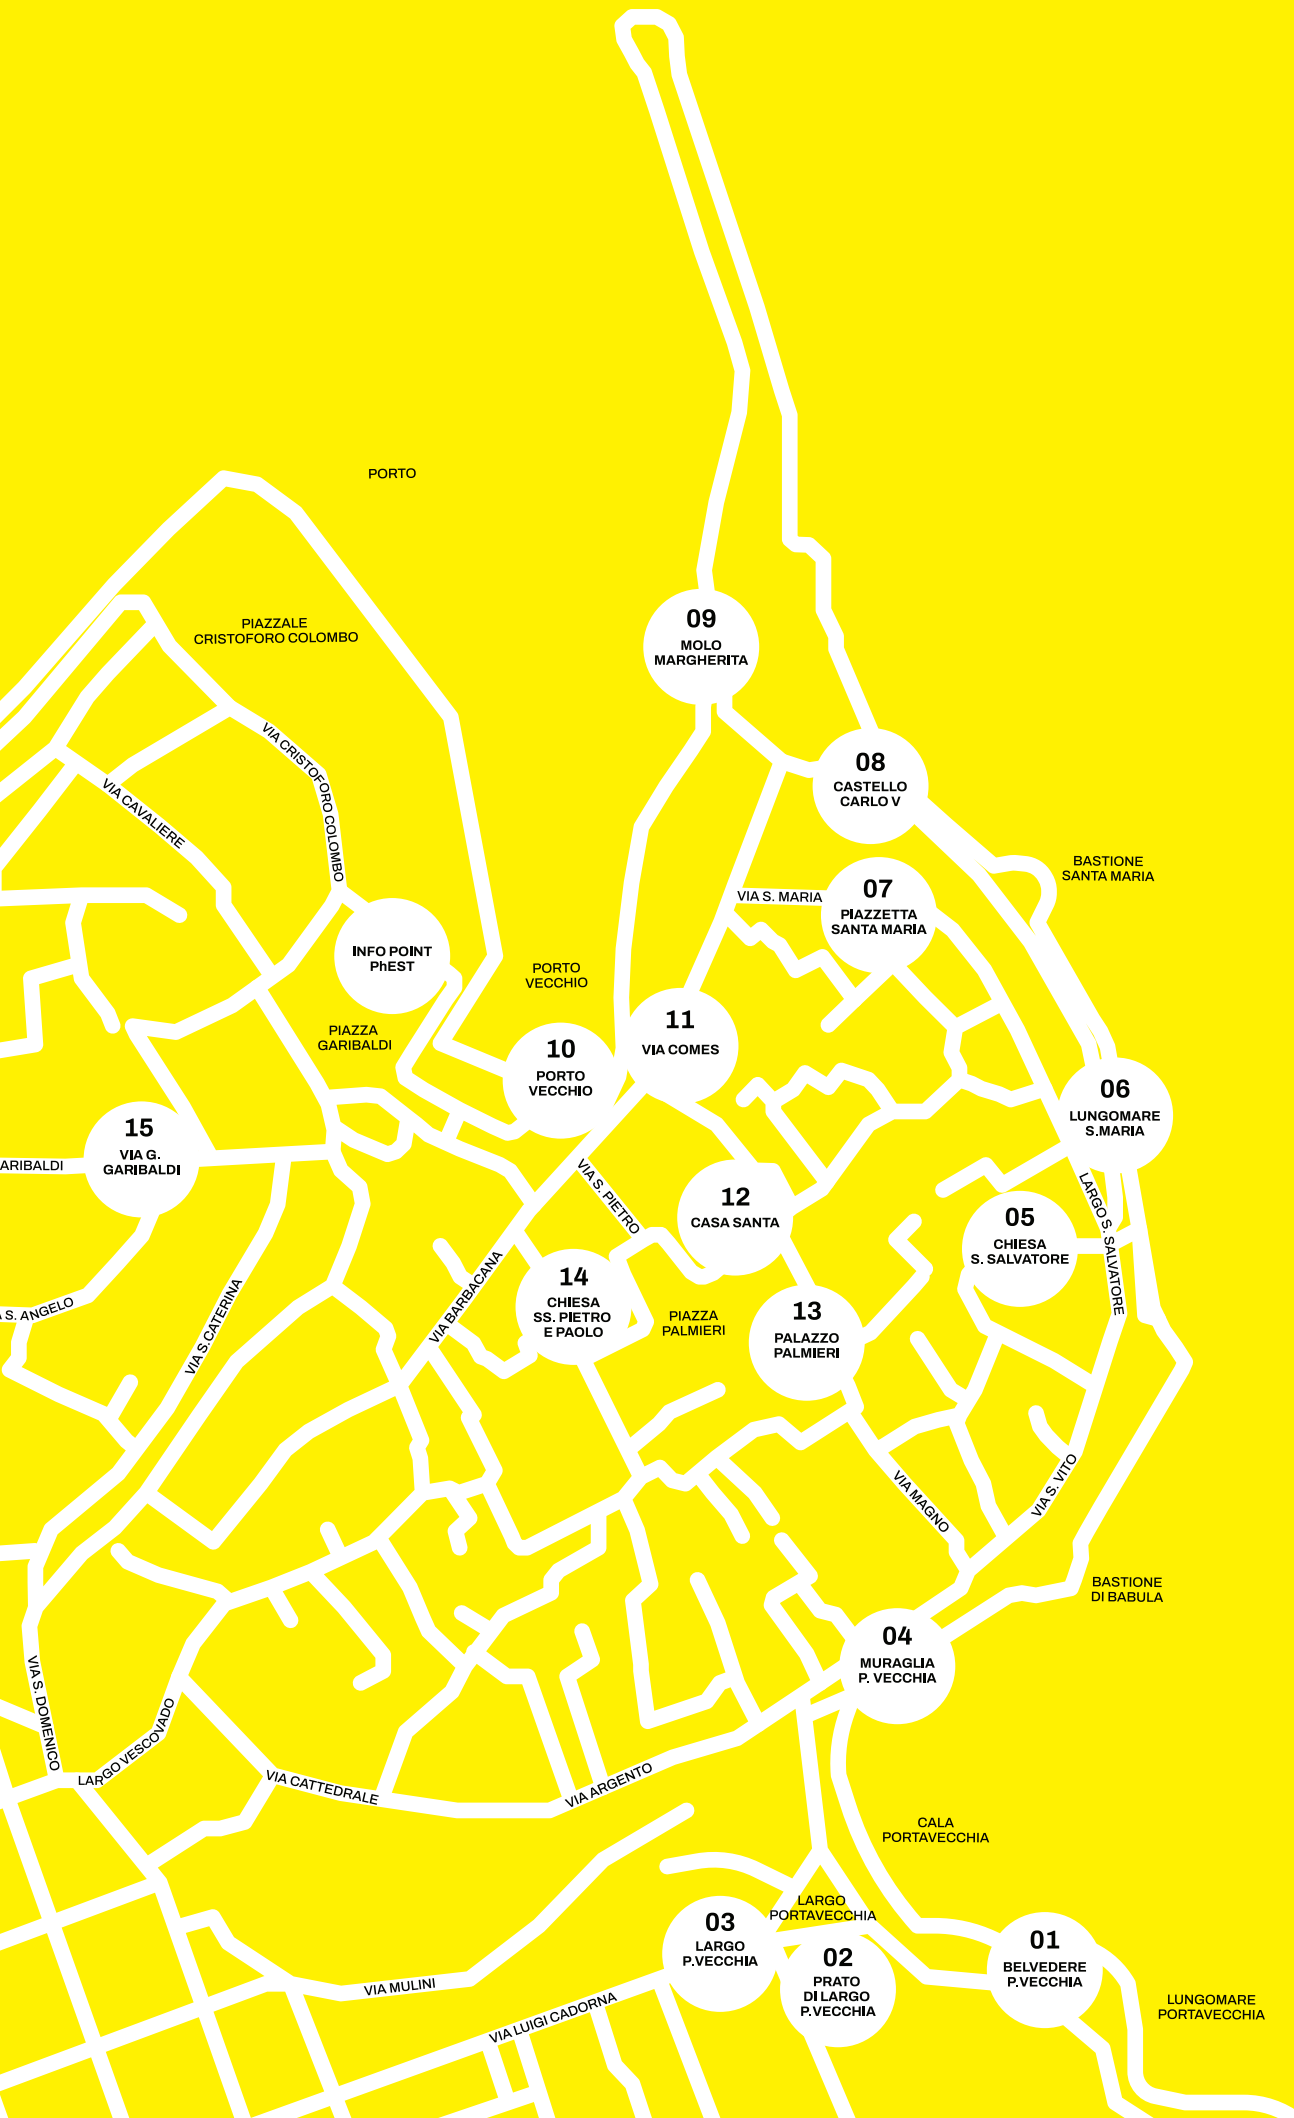 PORTO
PIAZZALE
CRISTOFORO COLOMBO
09
MOLO
MARGHERITA
VIA CRISTOFORO COLOMBO
VIA CAVALIERE
08
CASTELLO
CARLO V
BASTIONE
SANTA MARIA
VIA S. MARIA
07
PIAZZETTA
SANTA MARIA
INFO POINT
PhEST
PORTO
VECCHIO
PIAZZA
GARIBALDI
10
PORTO
VECCHIO
11
VIA COMES
06
LUNGOMARE
S.MARIA
15
VIA G.
GARIBALDI
ARIBALDI
VIA S. PIETRO
12
CASA SANTA
LARGO S. SALVATORE
05
CHIESA
S. SALVATORE
14
CHIESA
SS. PIETRO
E PAOLO
VIA BARBACANA
PIAZZA
PALMIERI
13
PALAZZO
PALMIERI
A S. ANGELO
VIA S.CATERINA
VIA MAGNO
VIA S. VITO
BASTIONE
DI BABULA
04
MURAGLIA
P. VECCHIA
VIA S. DOMENICO
LARGO VESCOVADO
VIA CATTEDRALE
VIA ARGENTO
CALA
PORTAVECCHIA
LARGO
PORTAVECCHIA
03
LARGO
P.VECCHIA
02
PRATO
DI LARGO
P.VECCHIA
01
BELVEDERE
P.VECCHIA
VIA MULINI
VIA LUIGI CADORNA
LUNGOMARE
PORTAVECCHIA